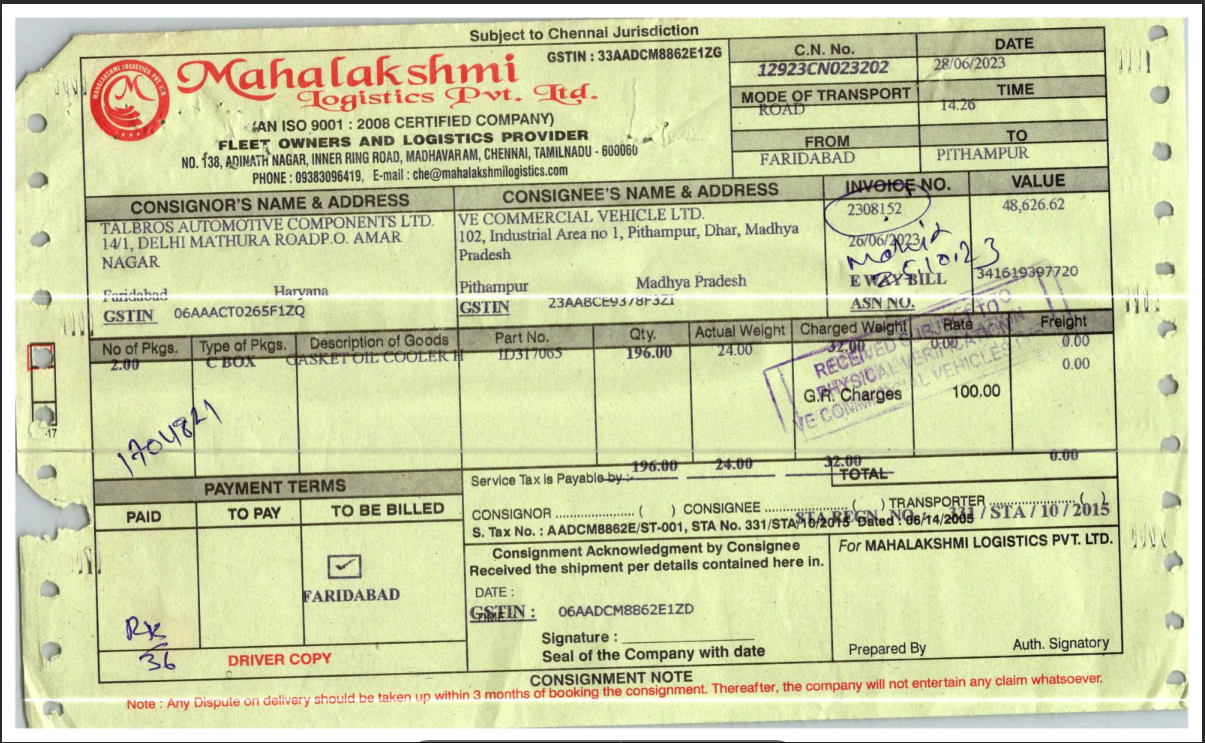 Subject to Chennai Jurisdiction
GSTIN : 33AADCM8862E1ZG
Mahalakshmi
Logistics Pvt. Ltd.
(AN ISO 9001 : 2008 CERTIFIED COMPANY)
FLEET OWNERS AND LOGISTICS PROVIDER
NO. 138, ADINATH NAGAR, INNER RING ROAD, MADHAVARAM, CHENNAI, TAMILNADU - 600060
PHONE : 09383096419, E-mail : che@mahalakshmilogistics.com
MAHALAKSHMI LOGISTICS PVT LTD
M
C.N. No. DATE
12923CN023202 28/06/2023
MODE OF TRANSPORT TIME
ROAD 14.26
FROM TO
FARIDABAD PITHAMPUR
CONSIGNOR'S NAME & ADDRESS
TALBROS AUTOMOTIVE COMPONENTS LTD.
14/1, DELHI MATHURA ROADP.O. AMAR
NAGAR
Faridabad Haryana
GSTIN 06AAACT0265F1ZQ
CONSIGNEE'S NAME & ADDRESS
VE COMMERCIAL VEHICLE LTD.
102, Industrial Area no 1, Pithampur, Dhar, Madhya
Pradesh
Pithampur Madhya Pradesh
GSTIN 23AABCE9378F3ZI
INVOICE NO. VALUE
2308152 48,626.62
26/06/2023
E WAY BILL 341619397720
ASN NO.
No of Pkgs. Type of Pkgs. Description of Goods Part No. Qty. Actual Weight Charged Weight Rate Freight
2.00 C BOX GASKET OIL COOLER H ID317065 196.00 24.00 32.00 0.00 0.00
0.00
G.R. Charges 100.00
RECEIVED SUBJECT TO
PHYSICAL VERIFICATION
VE COMMERCIAL VEHICLES
1704821
196.00 24.00 32.00 0.00
TOTAL
PAYMENT TERMS
PAID TO PAY TO BE BILLED
FARIDABAD
RK
36
DRIVER COPY
Service Tax is Payable by :-
CONSIGNOR ...................... ( ) CONSIGNEE ...................... ( ) TRANSPORTER ...................... ( )
S. Tax No. : AADCM8862E/ST-001, STA No. 331/STA/10/2015 Dated : 06/14/2005
STA REGN. NO. 331 / STA / 10 / 2015
Consignment Acknowledgment by Consignee
Received the shipment per details contained here in.
DATE :
GSTIN : 06AADCM8862E1ZD
Signature :
Seal of the Company with date
For MAHALAKSHMI LOGISTICS PVT. LTD.
Prepared By Auth. Signatory
CONSIGNMENT NOTE
Note : Any Dispute on delivery should be taken up within 3 months of booking the consignment. Thereafter, the company will not entertain any claim whatsoever.